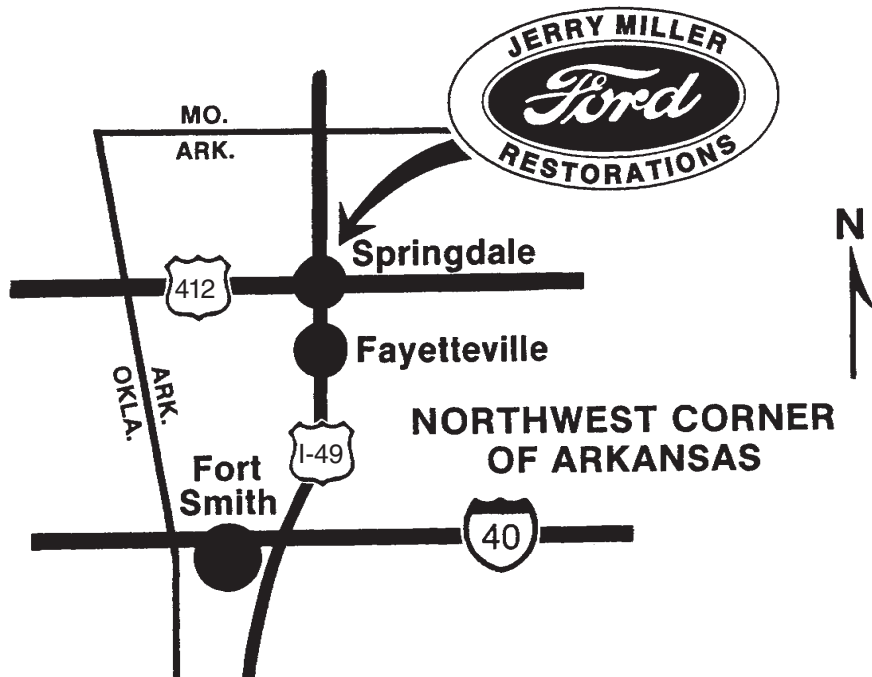 JERRY MILLER
Ford
RESTORATIONS
MO.
ARK.
N
Springdale
412
Fayetteville
ARK.
OKLA.
NORTHWEST CORNER
OF ARKANSAS
I-49
Fort
Smith
40